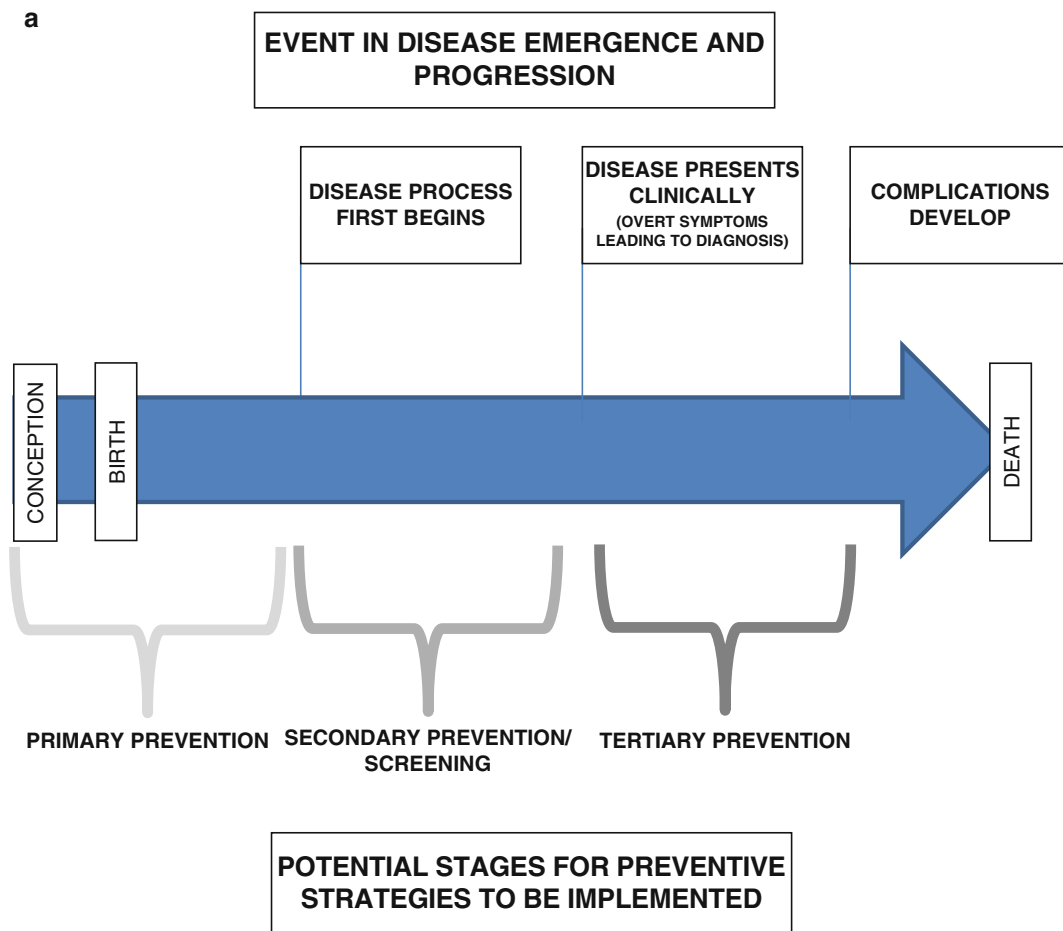 a
EVENT IN DISEASE EMERGENCE AND
PROGRESSION
DISEASE PROCESS
FIRST BEGINS
DISEASE PRESENTS
CLINICALLY
(OVERT SYMPTOMS
LEADING TO DIAGNOSIS)
COMPLICATIONS
DEVELOP
CONCEPTION
BIRTH
DEATH
PRIMARY PREVENTION
SECONDARY PREVENTION/
SCREENING
TERTIARY PREVENTION
POTENTIAL STAGES FOR PREVENTIVE
STRATEGIES TO BE IMPLEMENTED